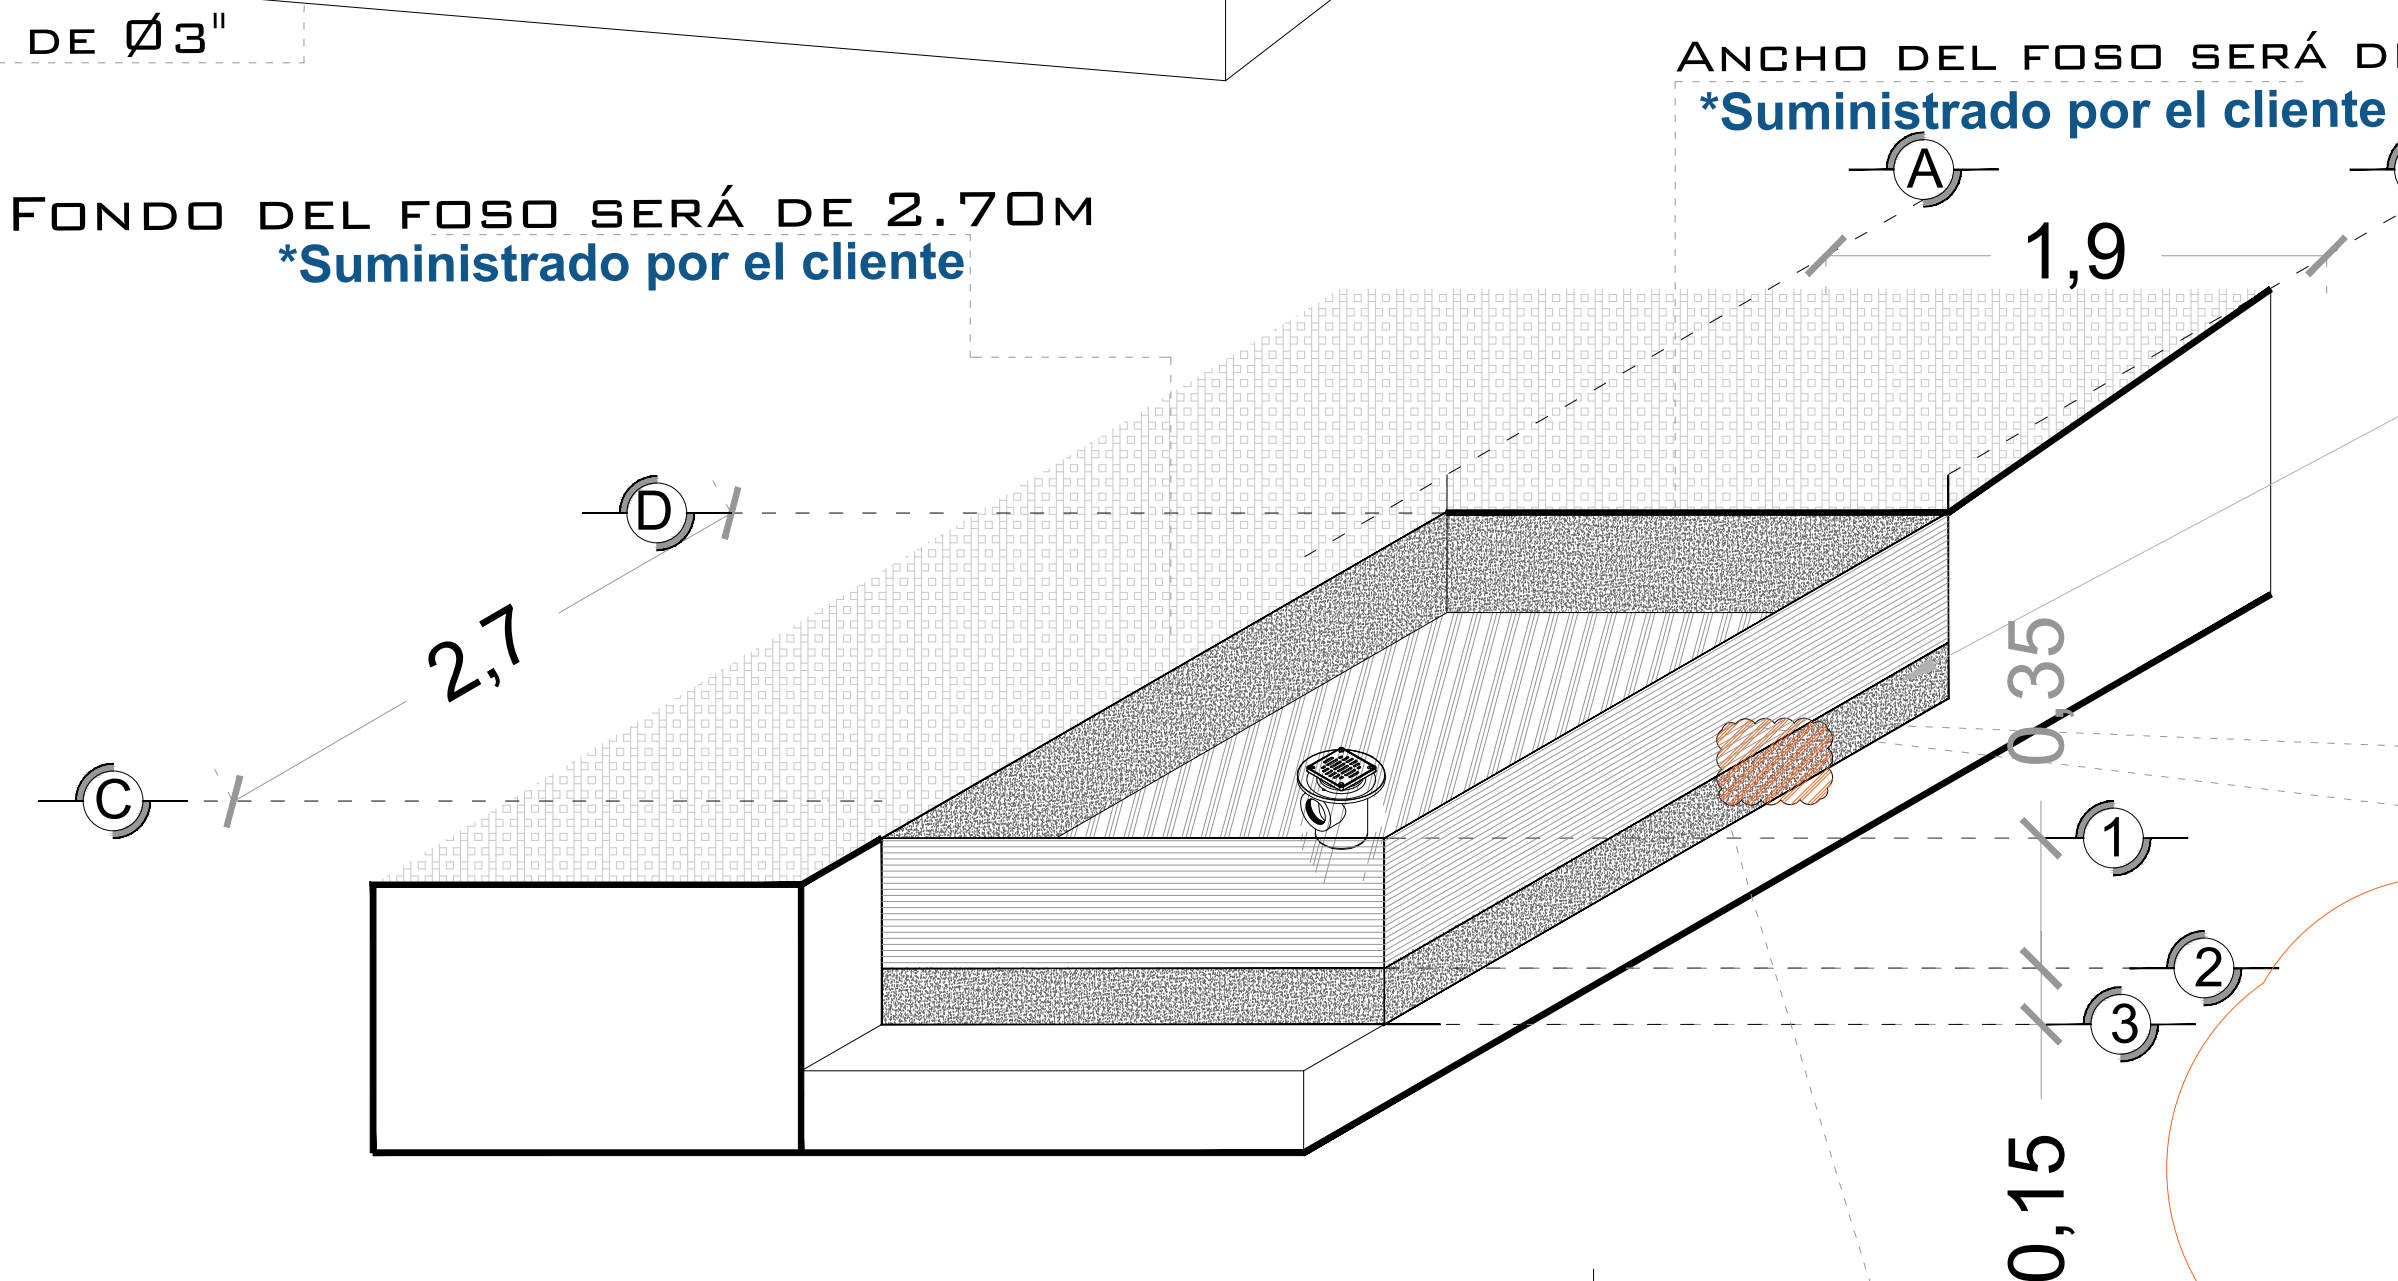 DE Ø3"
ANCHO DEL FOSO SERÁ
*Suministrado por el cliente
A
FONDO DEL FOSO SERÁ DE 2.70M
*Suministrado por el cliente
1,9
D
2,7
0,35
C
1
2
3
0,15